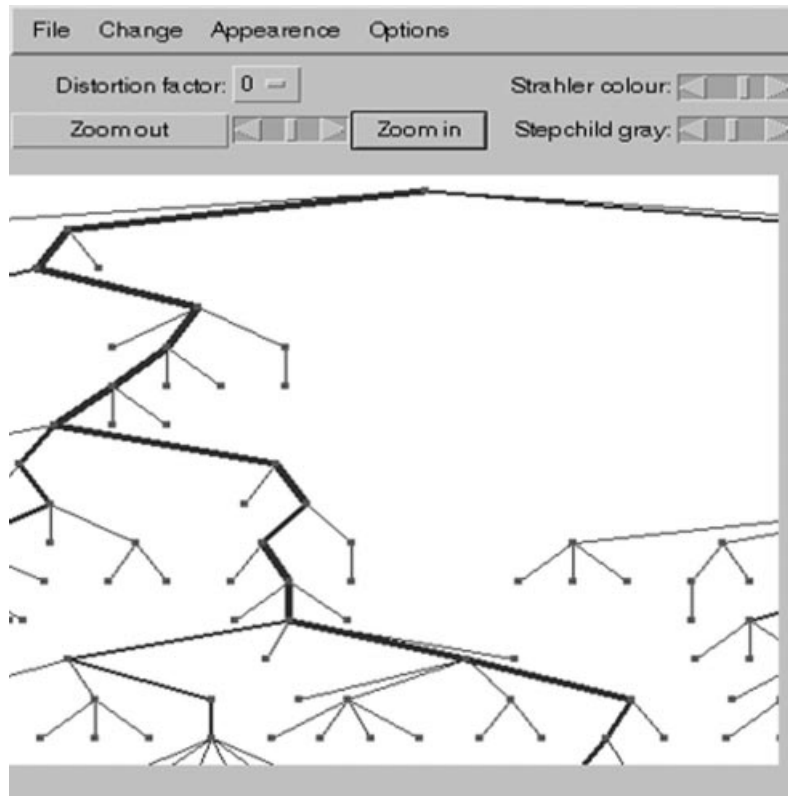 File Change Appearence Options
Distortion factor: 0 Strahler colour:
Zoom out Zoom in Stepchild gray: